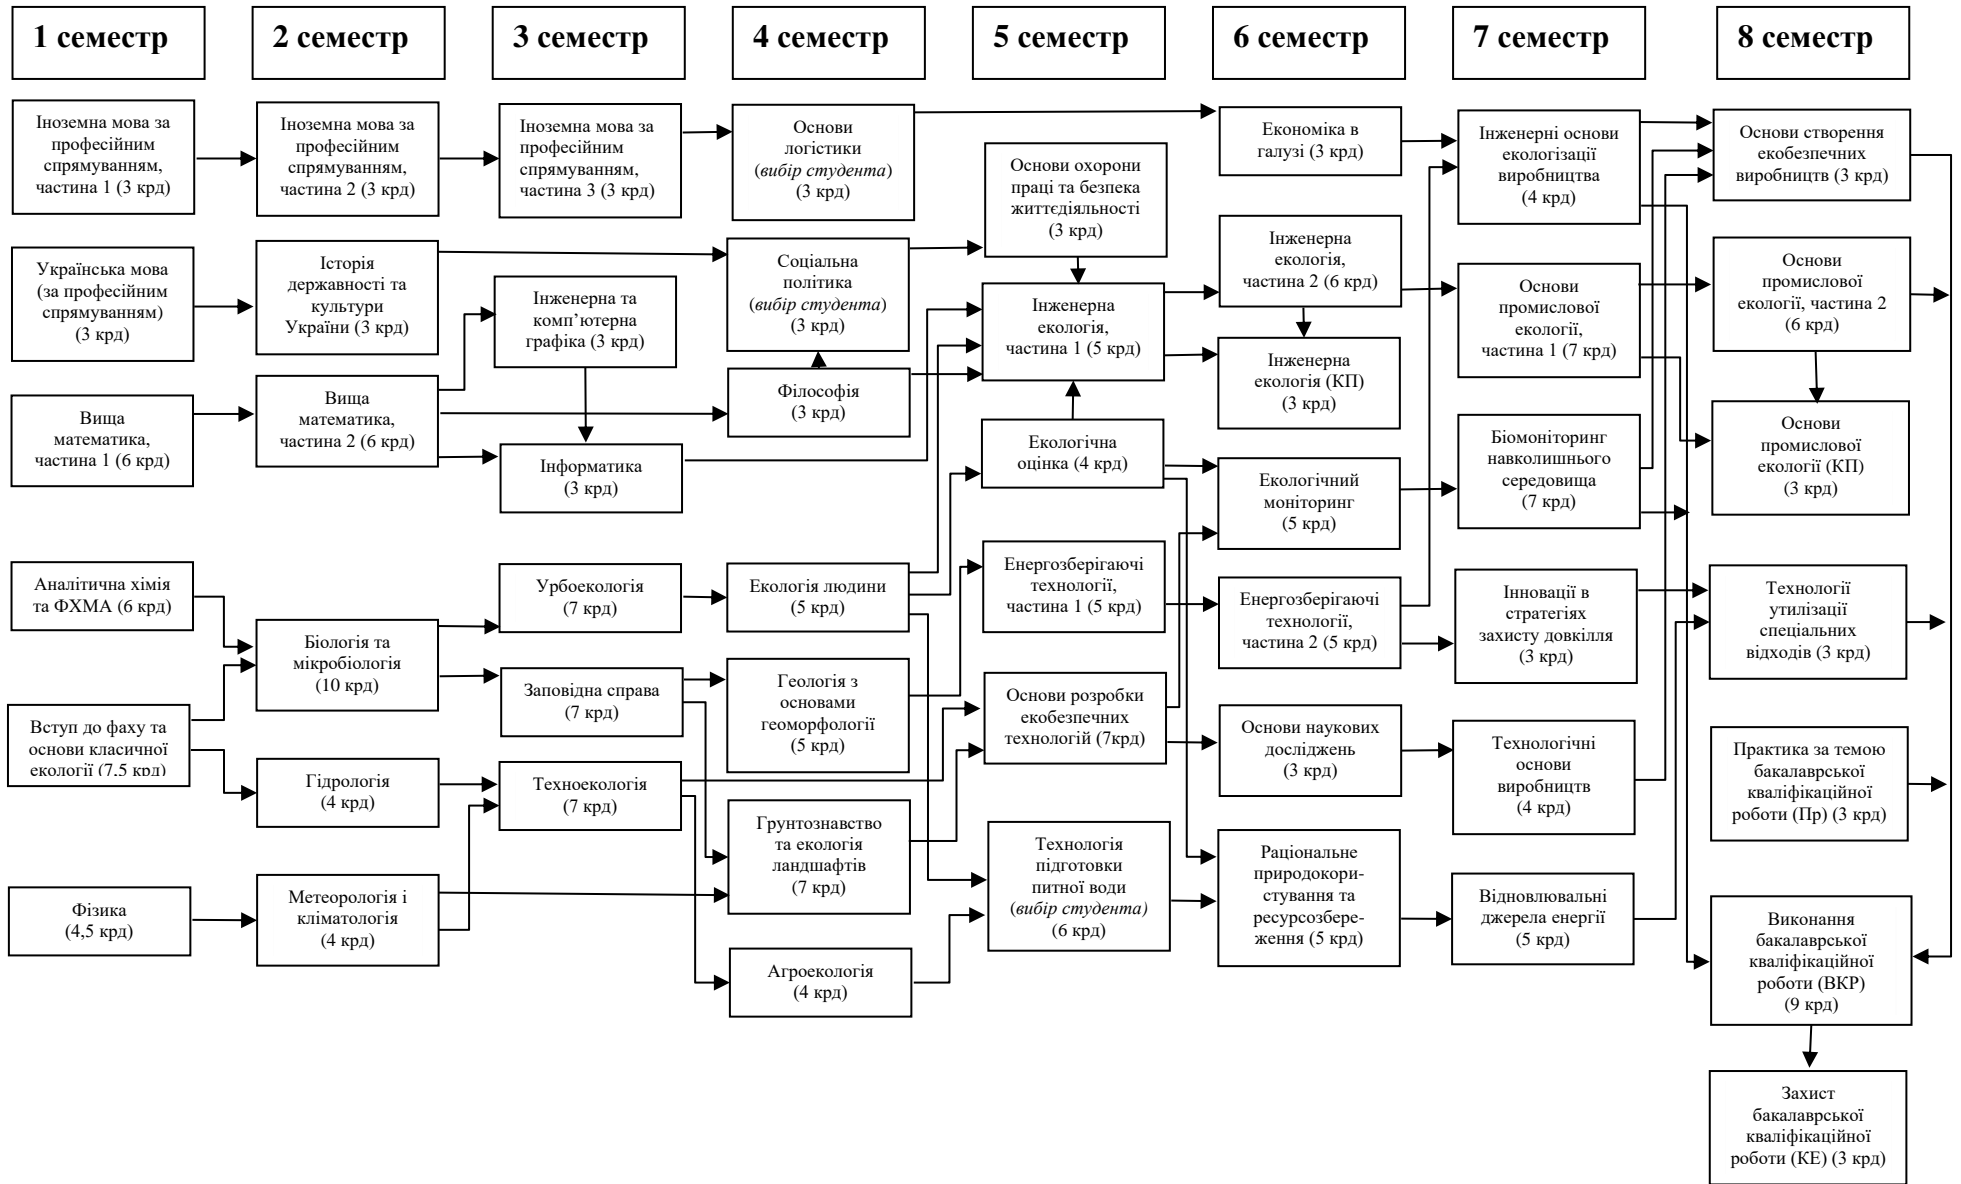 1 семестр
2 семестр
3 семестр
4 семестр
5 семестр
6 семестр
7 семестр
8 семестр
Іноземна мова за
професійним
спрямуванням,
частина 1 (3 крд)
Українська мова
(за професійним
спрямуванням)
(3 крд)
Вища
математика,
частина 1 (6 крд)
Аналітична хімія
та ФХМА (6 крд)
Вступ до фаху та
основи класичної
екології (7,5 крд)
Фізика
(4,5 крд)
Іноземна мова за
професійним
спрямуванням,
частина 2 (3 крд)
Історія
державності та
культури
України (3 крд)
Вища
математика,
частина 2 (6 крд)
Біологія та
мікробіологія
(10 крд)
Гідрологія
(4 крд)
Метеорологія і
кліматологія
(4 крд)
Іноземна мова за
професійним
спрямуванням,
частина 3 (3 крд)
Інженерна та
комп’ютерна
графіка (3 крд)
Інформатика
(3 крд)
Урбоекологія
(7 крд)
Заповідна справа
(7 крд)
Техноекологія
(7 крд)
Основи
логістики
(вибір студента)
(3 крд)
Соціальна
політика
(вибір студента)
(3 крд)
Філософія
(3 крд)
Екологія людини
(5 крд)
Геологія з
основами
геоморфології
(5 крд)
Грунтознавство
та екологія
ландшафтів
(7 крд)
Агроекологія
(4 крд)
Основи охорони
праці та безпека
життєдіяльності
(3 крд)
Інженерна
екологія,
частина 1 (5 крд)
Екологічна
оцінка (4 крд)
Енергозберігаючі
технології,
частина 1 (5 крд)
Основи розробки
екобезпечних
технологій (7крд)
Технологія
підготовки
питної води
(вибір студента)
(6 крд)
Економіка в
галузі (3 крд)
Інженерна
екологія,
частина 2 (6 крд)
Інженерна
екологія (КП)
(3 крд)
Екологічний
моніторинг
(5 крд)
Енергозберігаючі
технології,
частина 2 (5 крд)
Основи наукових
досліджень
(3 крд)
Раціональне
природокори-
стування та
ресурсозбере-
ження (5 крд)
Інженерні основи
екологізації
виробництва
(4 крд)
Основи
промислової
екології,
частина 1 (7 крд)
Біомоніторинг
навколишнього
середовища
(7 крд)
Інновації в
стратегіях
захисту довкілля
(3 крд)
Технологічні
основи
виробництв
(4 крд)
Відновлювальні
джерела енергії
(5 крд)
Основи створення
екобезпечних
виробництв (3 крд)
Основи
промислової
екології, частина 2
(6 крд)
Основи
промислової
екології (КП)
(3 крд)
Технології
утилізації
спеціальних
відходів (3 крд)
Практика за темою
бакалаврської
кваліфікаційної
роботи (Пр) (3 крд)
Виконання
бакалаврської
кваліфікаційної
роботи (ВКР)
(9 крд)
Захист
бакалаврської
кваліфікаційної
роботи (КЕ) (3 крд)